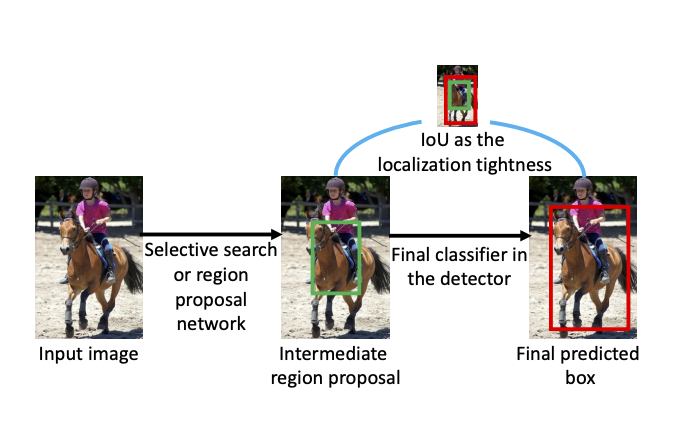 IoU as the
localization tightness
Selective search
or region
proposal
network
Final classifier in
the detector
Input image
Intermediate
region proposal
Final predicted
box